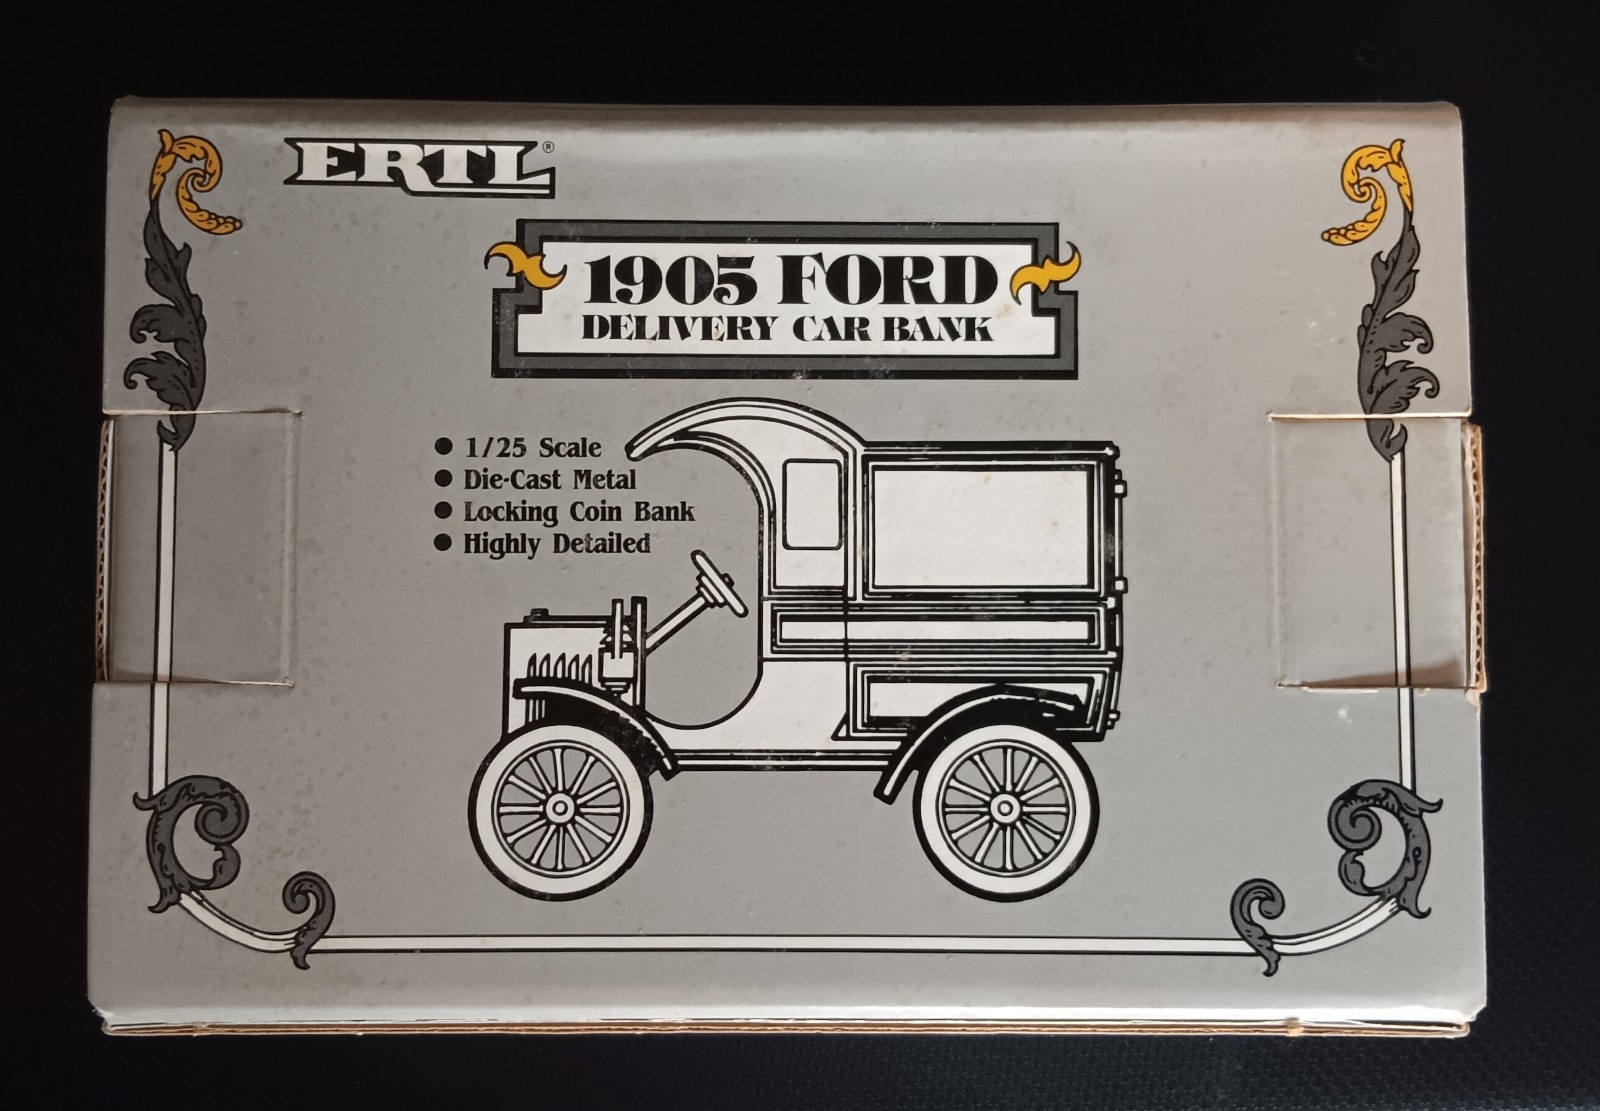 ERTL®
1905 FORD
DELIVERY CAR BANK
● 1/25 Scale
● Die-Cast Metal
● Locking Coin Bank
● Highly Detailed